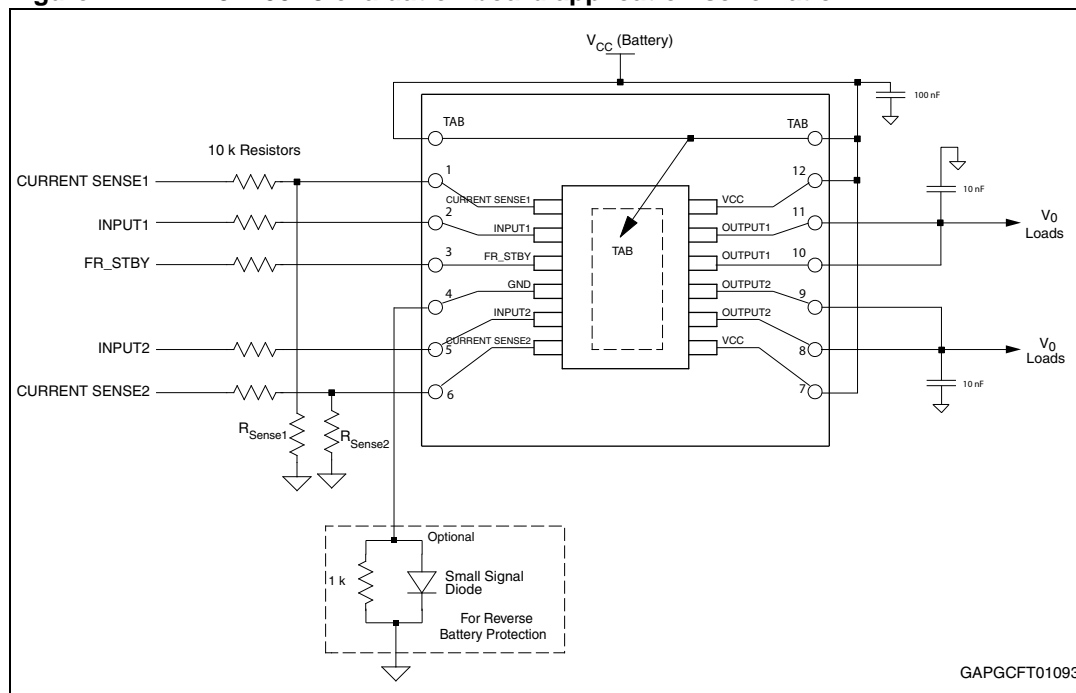 V_CC (Battery)
100 nF
TAB
TAB
10 k Resistors
CURRENT SENSE1
1
CURRENT SENSE1
VCC
12
10 nF
INPUT1
2
INPUT1
OUTPUT1
11
V_0
Loads
FR_STBY
3
FR_STBY
TAB
OUTPUT1
10
4
GND
OUTPUT2
9
INPUT2
5
INPUT2
OUTPUT2
8
V_0
Loads
CURRENT SENSE2
6
CURRENT SENSE2
VCC
7
10 nF
R_Sense1
R_Sense2
Optional
1 k
Small Signal
Diode
For Reverse
Battery Protection
GAPGCFT01093